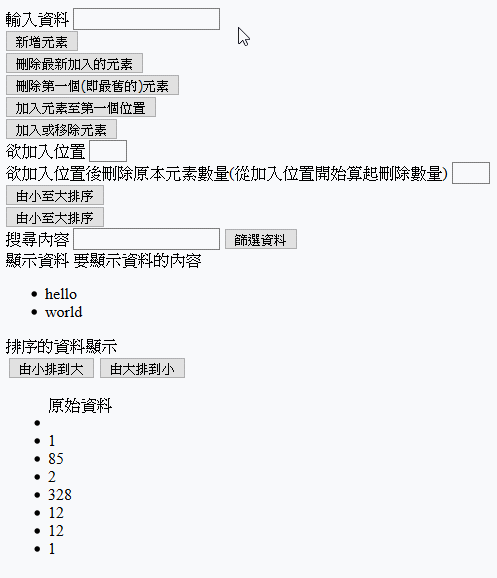 輸入資料
新增元素
刪除最新加入的元素
刪除第一個(即最舊的)元素
加入元素至第一個位置
加入或移除元素
欲加入位置
欲加入位置後刪除原本元素數量(從加入位置開始算起刪除數量)
由小至大排序
由小至大排序
搜尋內容 篩選資料
顯示資料 要顯示資料的內容
hello
world
排序的資料顯示
由小排到大 由大排到小
原始資料
1
85
2
328
12
12
1